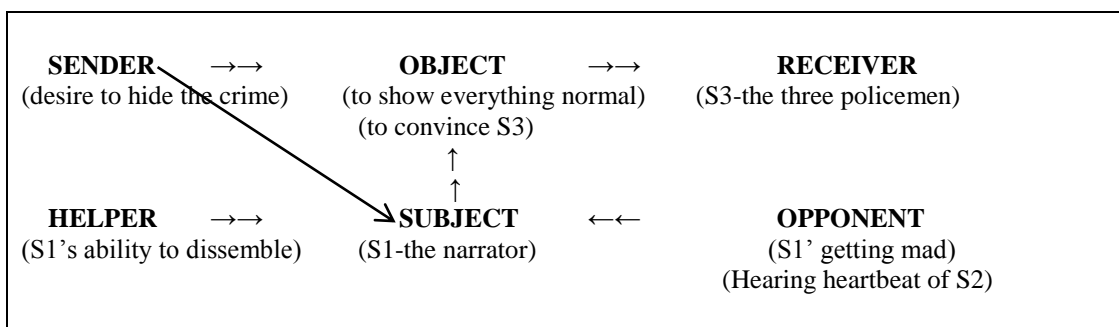 SENDER →→ OBJECT →→ RECEIVER
(desire to hide the crime) (to show everything normal) (S3-the three policemen)
(to convince S3)
↑
↑
HELPER →→ SUBJECT ←← OPPONENT
(S1's ability to dissemble) (S1-the narrator) (S1' getting mad)
(Hearing heartbeat of S2)